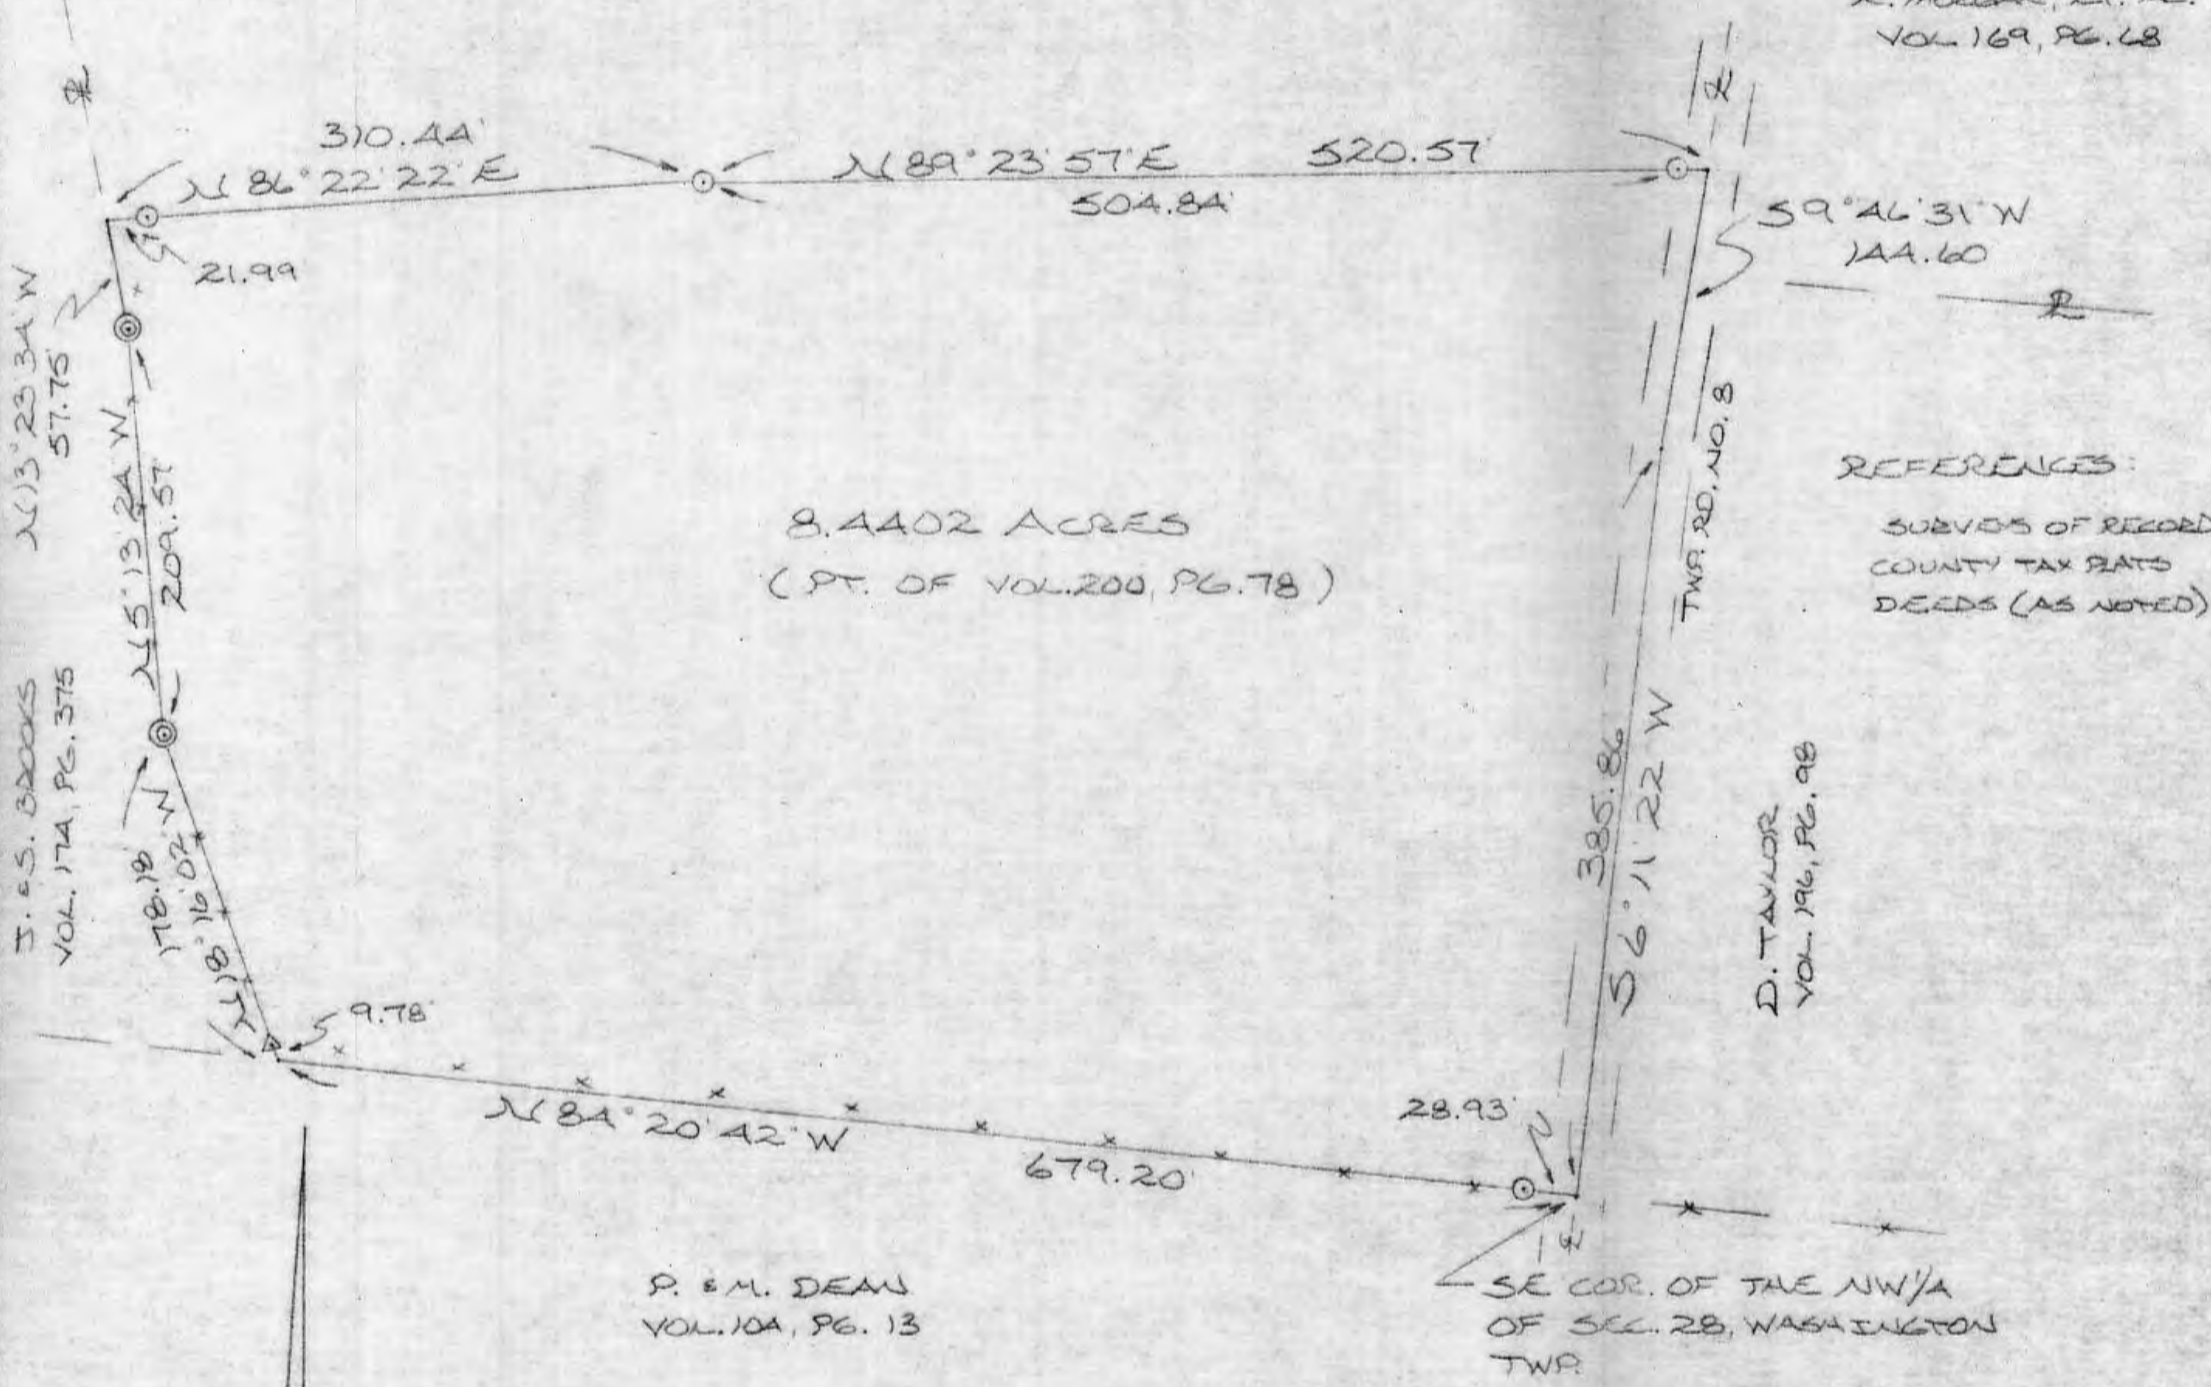 VOL 169, PG. 68
310.44'
N 86° 22' 22" E
N 89° 23' 57" E
520.57'
504.84'
S 9° 46' 31" W
144.60
21.99
N 13° 23' 34" W
57.75'
N 5° 13' 24" W
209.57'
TWP. RD. NO. 8
8.4402 ACRES
(PT. OF VOL. 200, PG. 78)
REFERENCES:
SURVEYS OF RECORD
COUNTY TAX PLATS
DEEDS (AS NOTED)
J. & S. BROOKS
VOL. 174, PG. 375
178.18'
N 18° 16' 02" W
385.86'
S 6° 11' 22" W
D. TAYLOR
VOL. 196, PG. 98
9.78'
N 84° 20' 42" W
679.20'
28.93'
P. & M. DEAN
VOL. 104, PG. 13
SE COR. OF THE NW 1/4
OF SEC. 28, WASHINGTON
TWP.